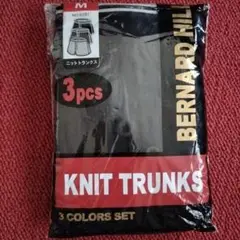 M
ニットトランクス
3pcs
BERNARD HILL
KNIT TRUNKS
3 COLORS SET